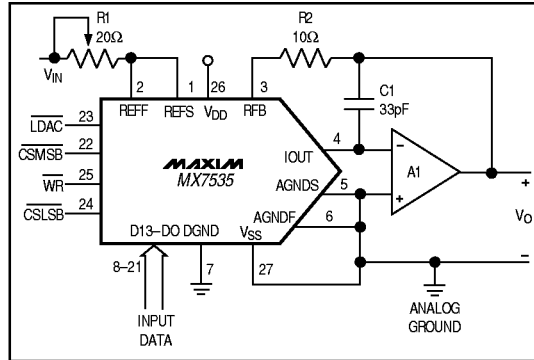 R1
20Ω
R2
10Ω
VIN
2
1
26
3
C1
33pF
REFF
REFS
VDD
RFB
LDAC
23
CSMSB
22
WR
25
CSLSB
24
MAXIM
MX7535
IOUT
4
AGNDS
5
AGNDF
6
−
+
A1
+
VO
−
D13–DO
DGND
VSS
8–21
7
27
INPUT
DATA
ANALOG
GROUND